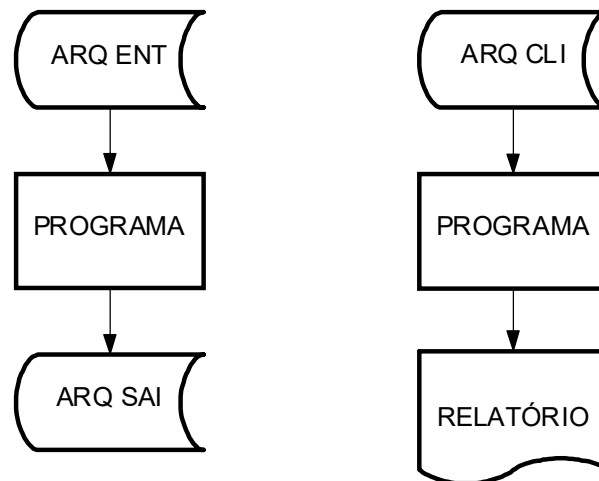 ARQ ENT
PROGRAMA
ARQ SAI
ARQ CLI
PROGRAMA
RELATÓRIO